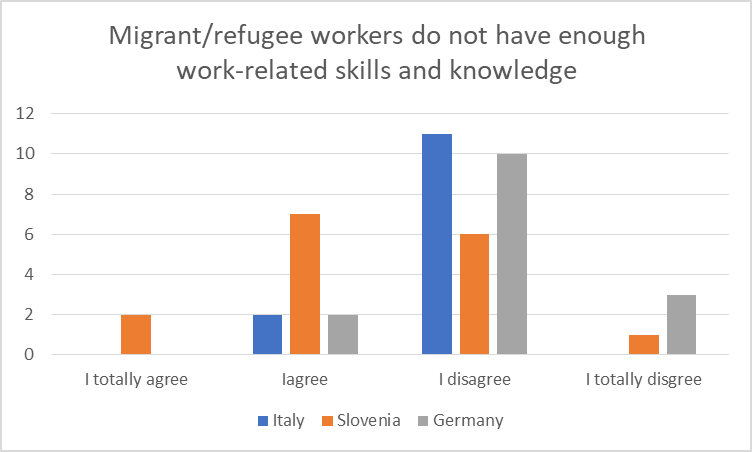 Migrant/refugee workers do not have enough
work-related skills and knowledge
12
10
8
6
4
2
0
I totally agree Iagree I disagree I totally disgree
Italy Slovenia Germany